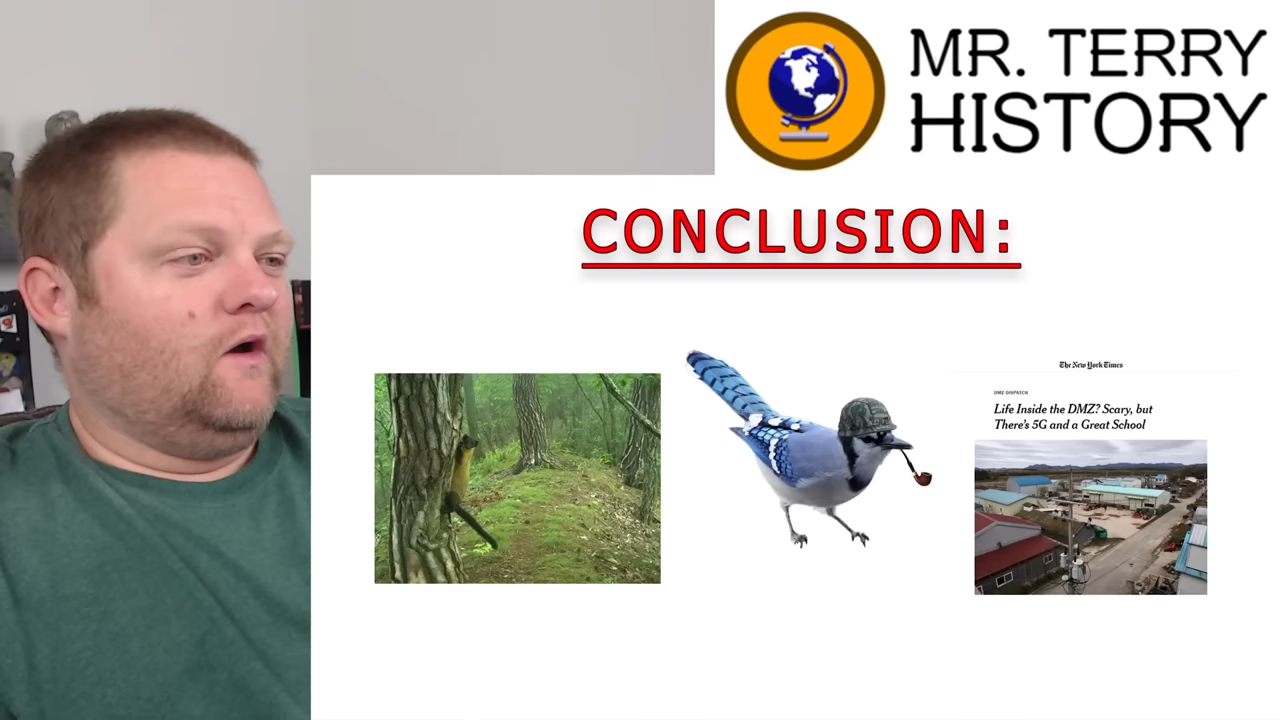 MR. TERRY
HISTORY
CONCLUSION:
The New York Times
DMZ DISPATCH
Life Inside the DMZ? Scary, but
There's 5G and a Great School